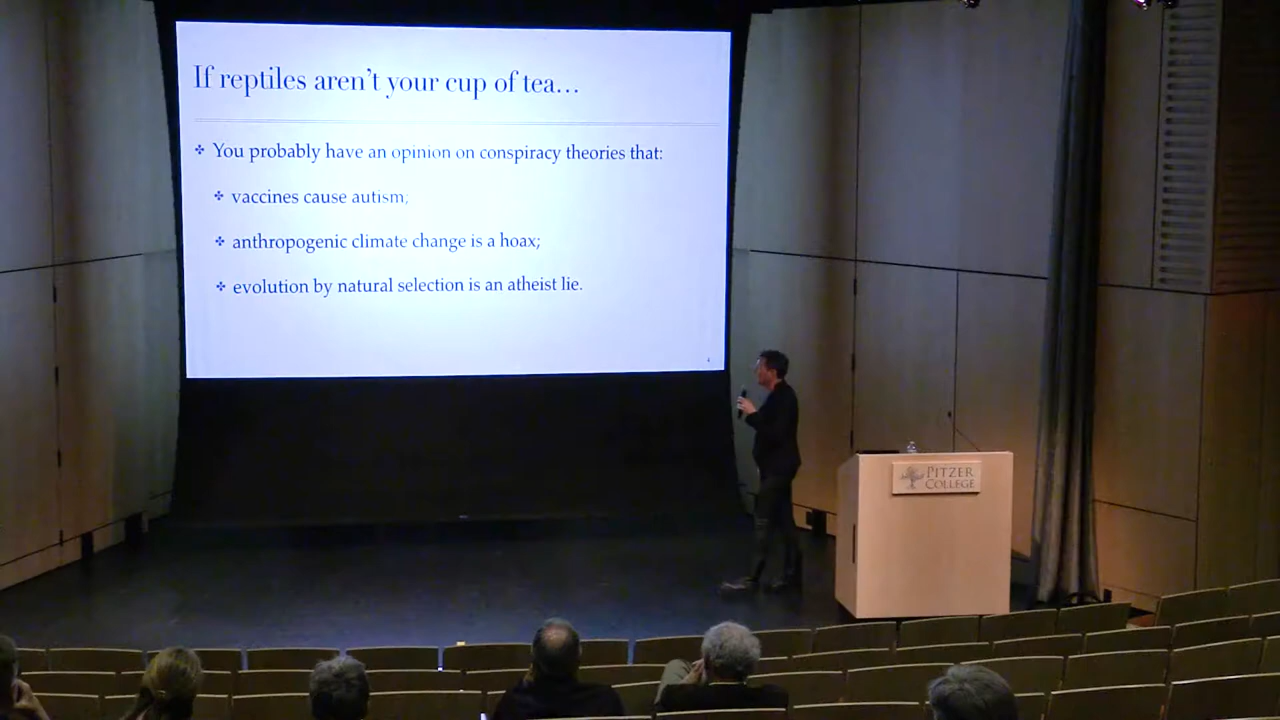 If reptiles aren't your cup of tea...
❖ You probably have an opinion on conspiracy theories that:
❖ vaccines cause autism;
❖ anthropogenic climate change is a hoax;
❖ evolution by natural selection is an atheist lie.
PITZER
COLLEGE